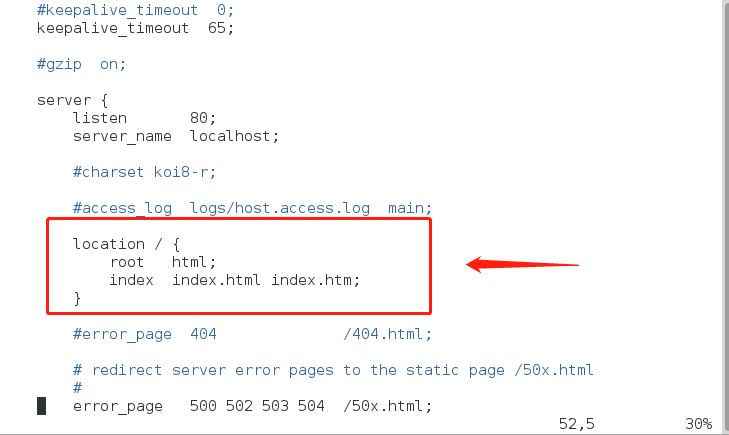 #keepalive_timeout  0;
keepalive_timeout  65;
#gzip  on;
server {
listen       80;
server_name  localhost;
#charset koi8-r;
#access_log  logs/host.access.log  main;
location / {
root   html;
index  index.html index.htm;
}
#error_page  404              /404.html;
# redirect server error pages to the static page /50x.html
#
error_page   500 502 503 504  /50x.html;
52,5          30%